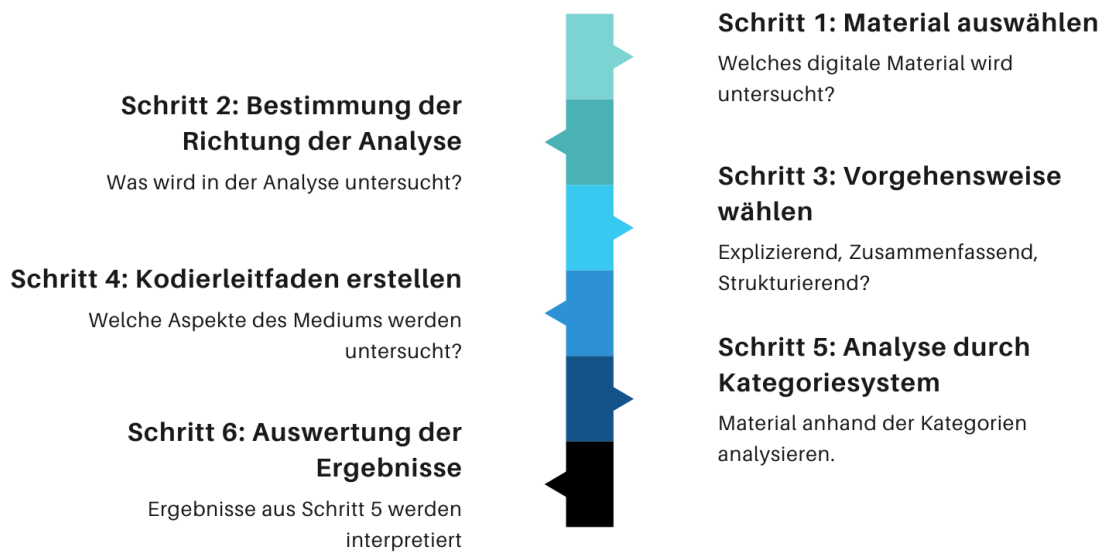 Schritt 1: Material auswählen
Welches digitale Material wird
untersucht?
Schritt 2: Bestimmung der
Richtung der Analyse
Was wird in der Analyse untersucht?
Schritt 3: Vorgehensweise
wählen
Explizierend, Zusammenfassend,
Strukturierend?
Schritt 4: Kodierleitfaden erstellen
Welche Aspekte des Mediums werden
untersucht?
Schritt 5: Analyse durch
Kategoriesystem
Material anhand der Kategorien
analysieren.
Schritt 6: Auswertung der
Ergebnisse
Ergebnisse aus Schritt 5 werden
interpretiert